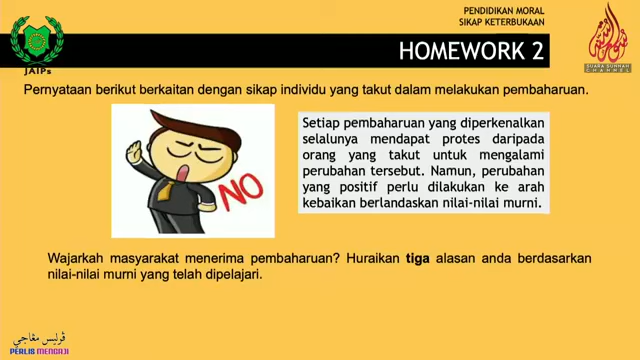 PENDIDIKAN MORAL
SIKAP KETERBUKAAN
HOMEWORK 2
JAIPs
SUARA SUNNAH
CHANNEL
Pernyataan berikut berkaitan dengan sikap individu yang takut dalam melakukan pembaharuan.
NO
Setiap pembaharuan yang diperkenalkan
selalunya mendapat protes daripada
orang yang takut untuk mengalami
perubahan tersebut. Namun, perubahan
yang positif perlu dilakukan ke arah
kebaikan berlandaskan nilai-nilai murni.
Wajarkah masyarakat menerima pembaharuan? Huraikan tiga alasan anda berdasarkan
nilai-nilai murni yang telah dipelajari.
ڤرليس مڠاجي
PERLIS MENGAJI